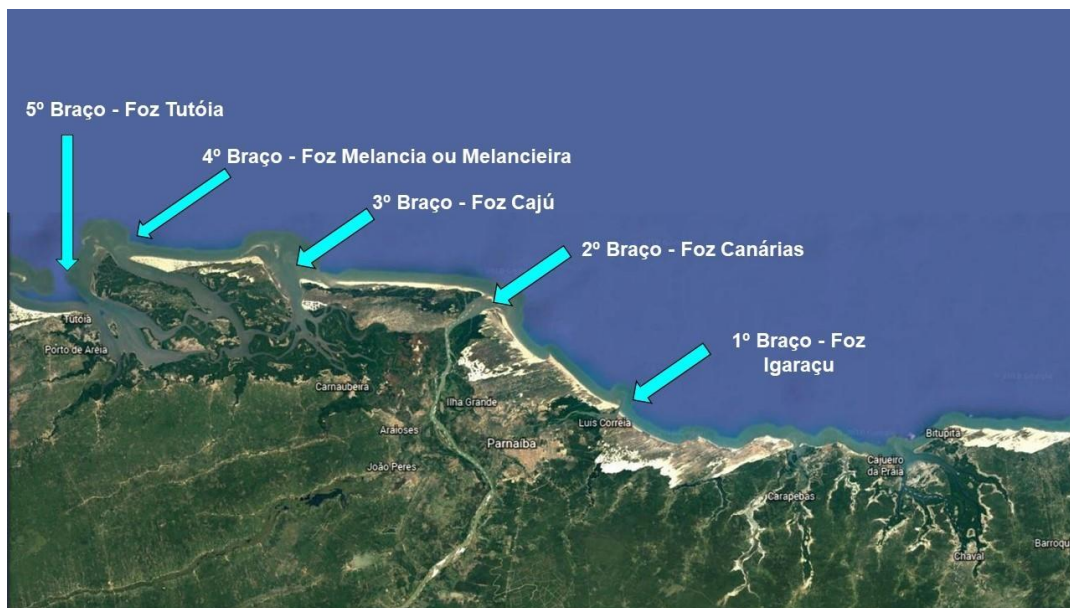 5º Braço - Foz Tutóia
4º Braço - Foz Melancia ou Melancieira
3º Braço - Foz Cajú
2º Braço - Foz Canárias
1º Braço - Foz
Igaraçu
Tutóia
Porto de Areia
Carnaubeira
Ilha Grande
Araioses
Parnaíba
João Peres
Luis Correia
Bitupitá
Cajueiro
da Práia
Carapebas
Chaval
Barroqu